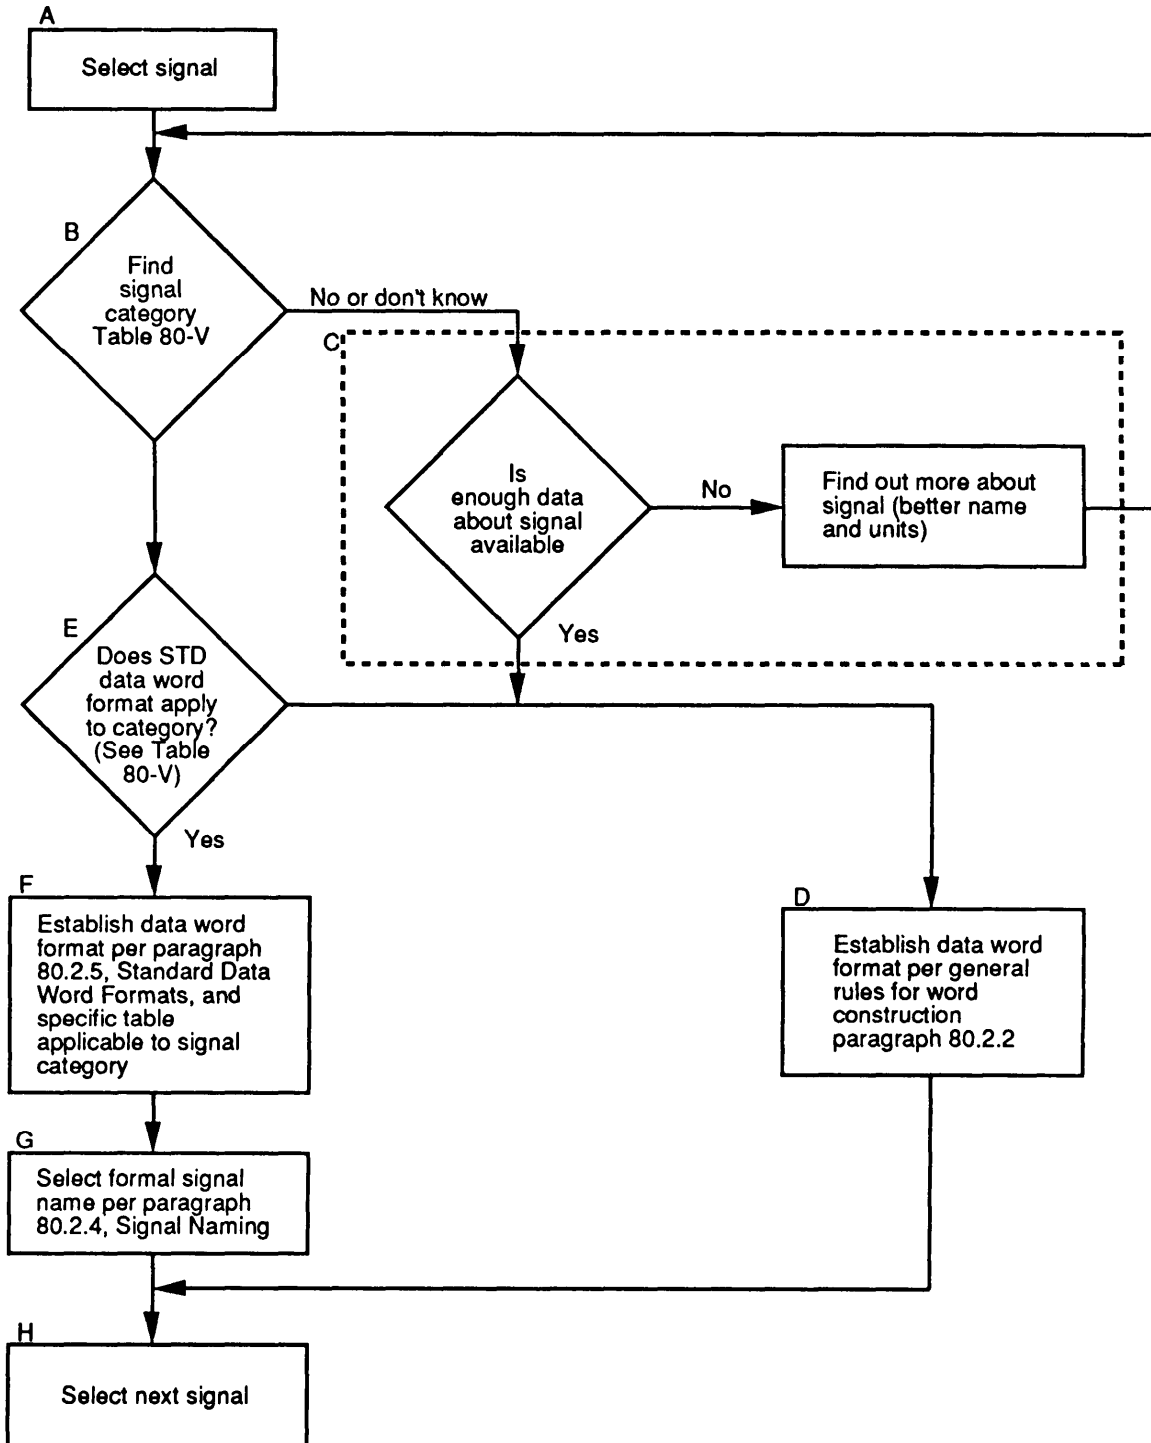 A
Select signal
B
Find
signal
category
Table 80-V
No or don't know
C
Is
enough data
about signal
available
No
Find out more about
signal (better name
and units)
Yes
E
Does STD
data word
format apply
to category?
(See Table
80-V)
Yes
F
Establish data word
format per paragraph
80.2.5, Standard Data
Word Formats, and
specific table
applicable to signal
category
D
Establish data word
format per general
rules for word
construction
paragraph 80.2.2
G
Select formal signal
name per paragraph
80.2.4, Signal Naming
H
Select next signal